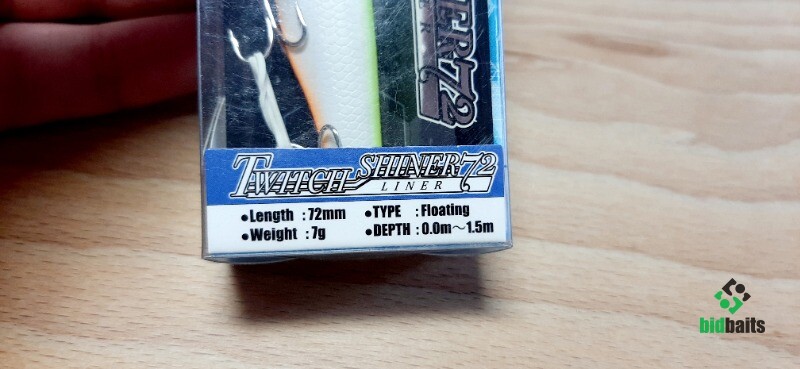 TWITCH SHINER 72
LINER
●Length : 72mm ●TYPE : Floating
●Weight : 7g ●DEPTH : 0.0m～1.5m
bidbaits